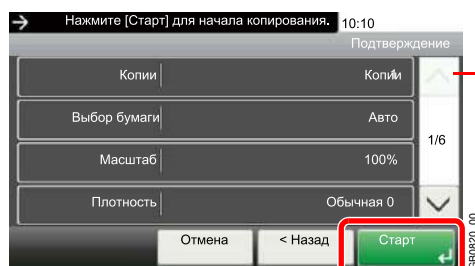 Нажмите [Старт] для начала копирования. 10:10
Подтверждение
Копии Копии
Выбор бумаги Авто
1/6
Масштаб 100%
Плотность Обычная 0
Отмена < Назад Старт